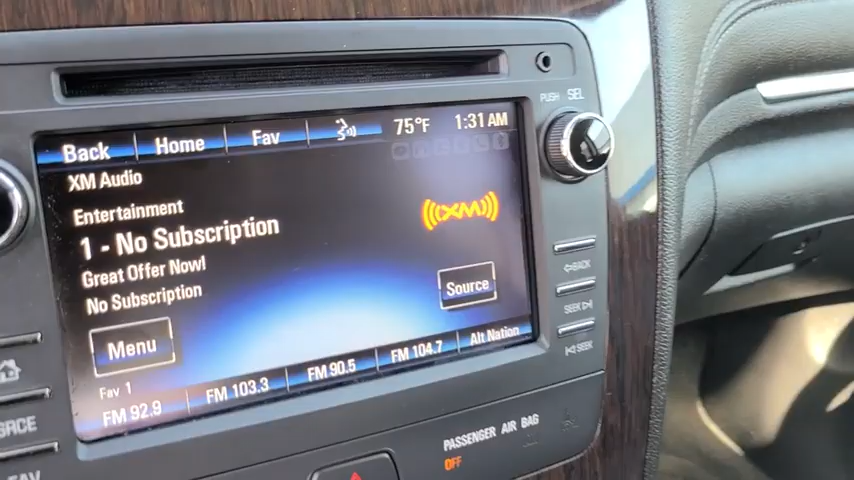 PUSH SEL
Back Home Fav 75°F 1:31 AM
XM Audio
Entertainment
1 - No Subscription
Great Offer Now!
No Subscription
XM
Source
Menu
Fav 1
FM 92.9 FM 103.3 FM 90.5 FM 104.7 Alt Nation
BACK
SEEK
SEEK
FAV
PASSENGER AIR BAG
OFF